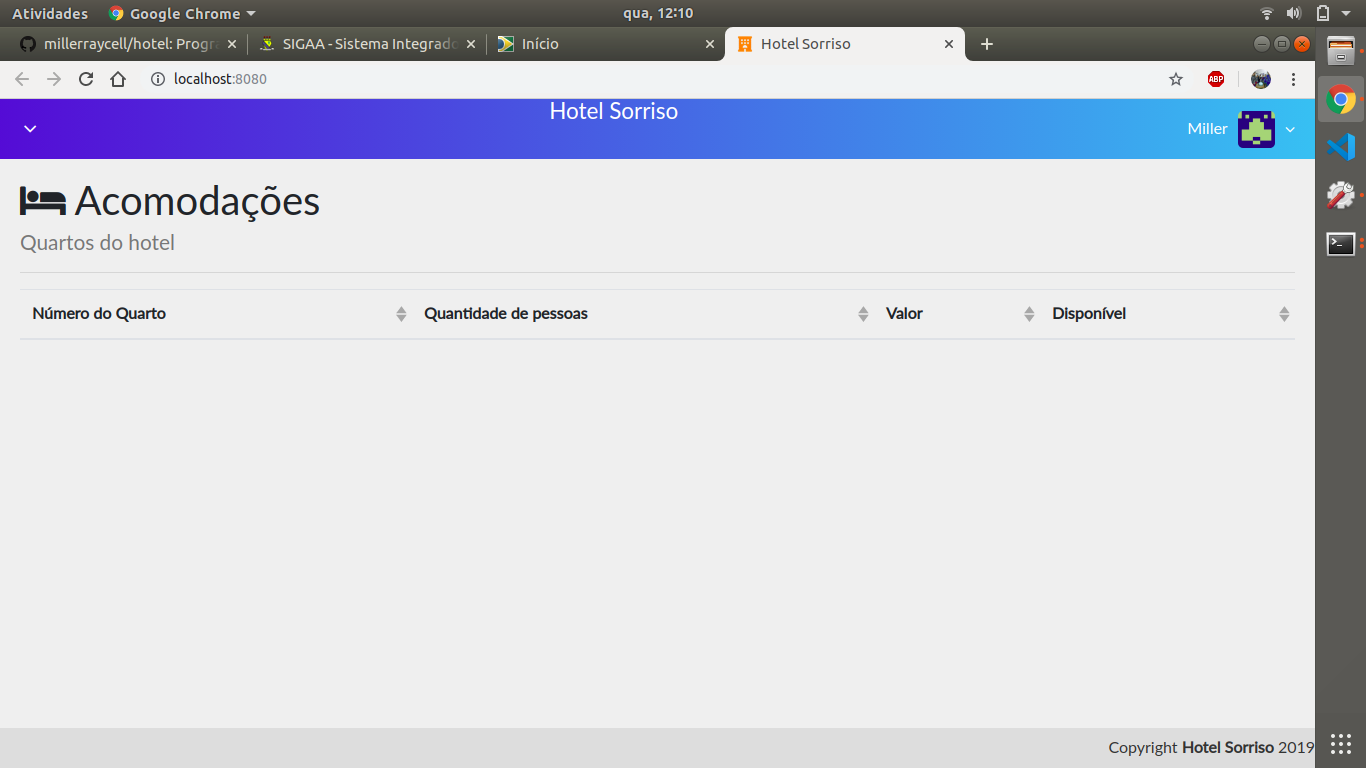 Atividades Google Chrome qua, 12:10
millerraycell/hotel: Progra SIGAA - Sistema Integrado Início Hotel Sorriso
localhost:8080 ABP
Hotel Sorriso
Miller
Acomodações
Quartos do hotel
Número do Quarto Quantidade de pessoas Valor Disponível
Copyright Hotel Sorriso 2019